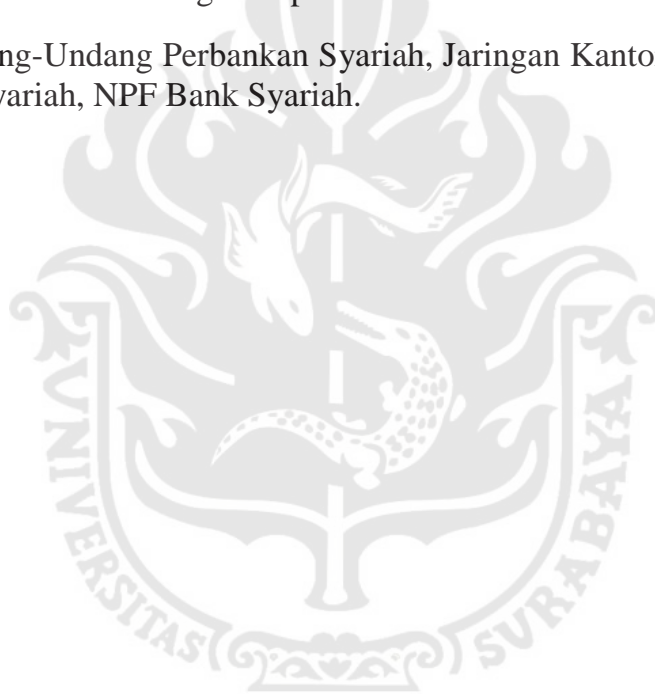 ng-Undang Perbankan Syariah, Jaringan Kanto
yariah, NPF Bank Syariah.
UNIVERSITAS SURABAYA